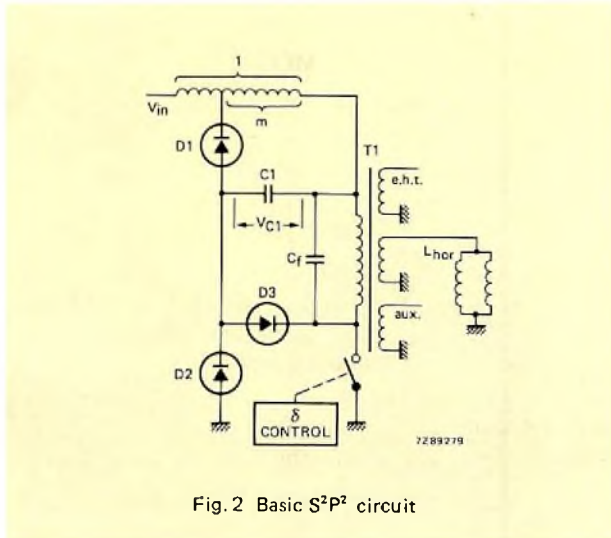 1
V_in
m
D1
T1
C1
e.h.t.
V_C1
L_hor
C_f
D3
aux.
D2
δ
CONTROL
7Z89279
Fig. 2 Basic S²P² circuit